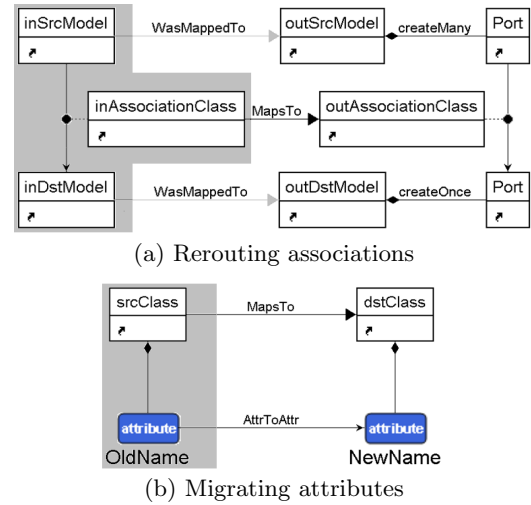 inSrcModel WasMappedTo outSrcModel createMany Port
inAssociationClass MapsTo outAssociationClass
inDstModel WasMappedTo outDstModel createOnce Port
(a) Rerouting associations
srcClass MapsTo dstClass
attribute AttrToAttr attribute
OldName NewName
(b) Migrating attributes